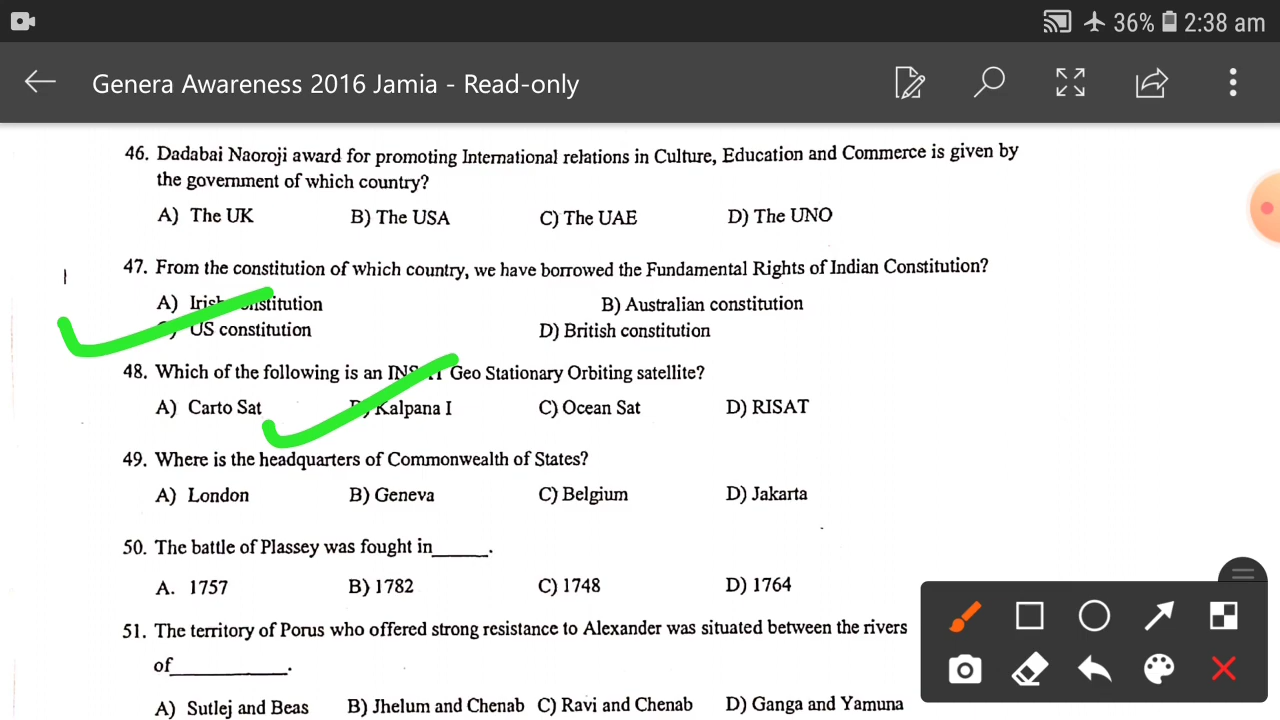 36% 2:38 am
Genera Awareness 2016 Jamia - Read-only
46. Dadabai Naoroji award for promoting International relations in Culture, Education and Commerce is given by
the government of which country?
A) The UK B) The USA C) The UAE D) The UNO
47. From the constitution of which country, we have borrowed the Fundamental Rights of Indian Constitution?
A) Irish constitution B) Australian constitution
C) US constitution D) British constitution
48. Which of the following is an INSAT Geo Stationary Orbiting satellite?
A) Carto Sat B) Kalpana I C) Ocean Sat D) RISAT
49. Where is the headquarters of Commonwealth of States?
A) London B) Geneva C) Belgium D) Jakarta
50. The battle of Plassey was fought in______.
A. 1757 B) 1782 C) 1748 D) 1764
51. The territory of Porus who offered strong resistance to Alexander was situated between the rivers
of____________.
A) Sutlej and Beas B) Jhelum and Chenab C) Ravi and Chenab D) Ganga and Yamuna